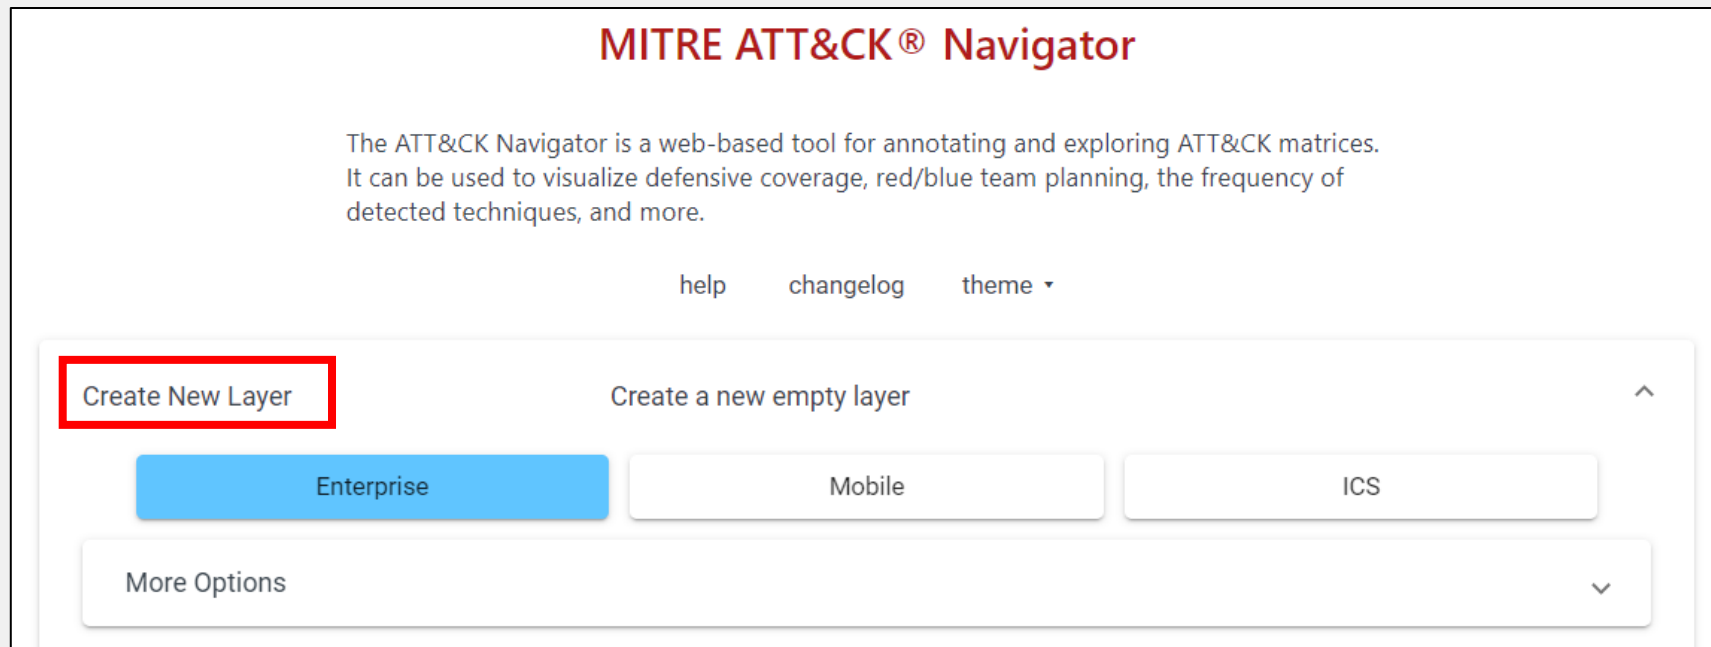 MITRE ATT&CK® Navigator
The ATT&CK Navigator is a web-based tool for annotating and exploring ATT&CK matrices.
It can be used to visualize defensive coverage, red/blue team planning, the frequency of
detected techniques, and more.
help changelog theme
Create New Layer Create a new empty layer
Enterprise Mobile ICS
More Options